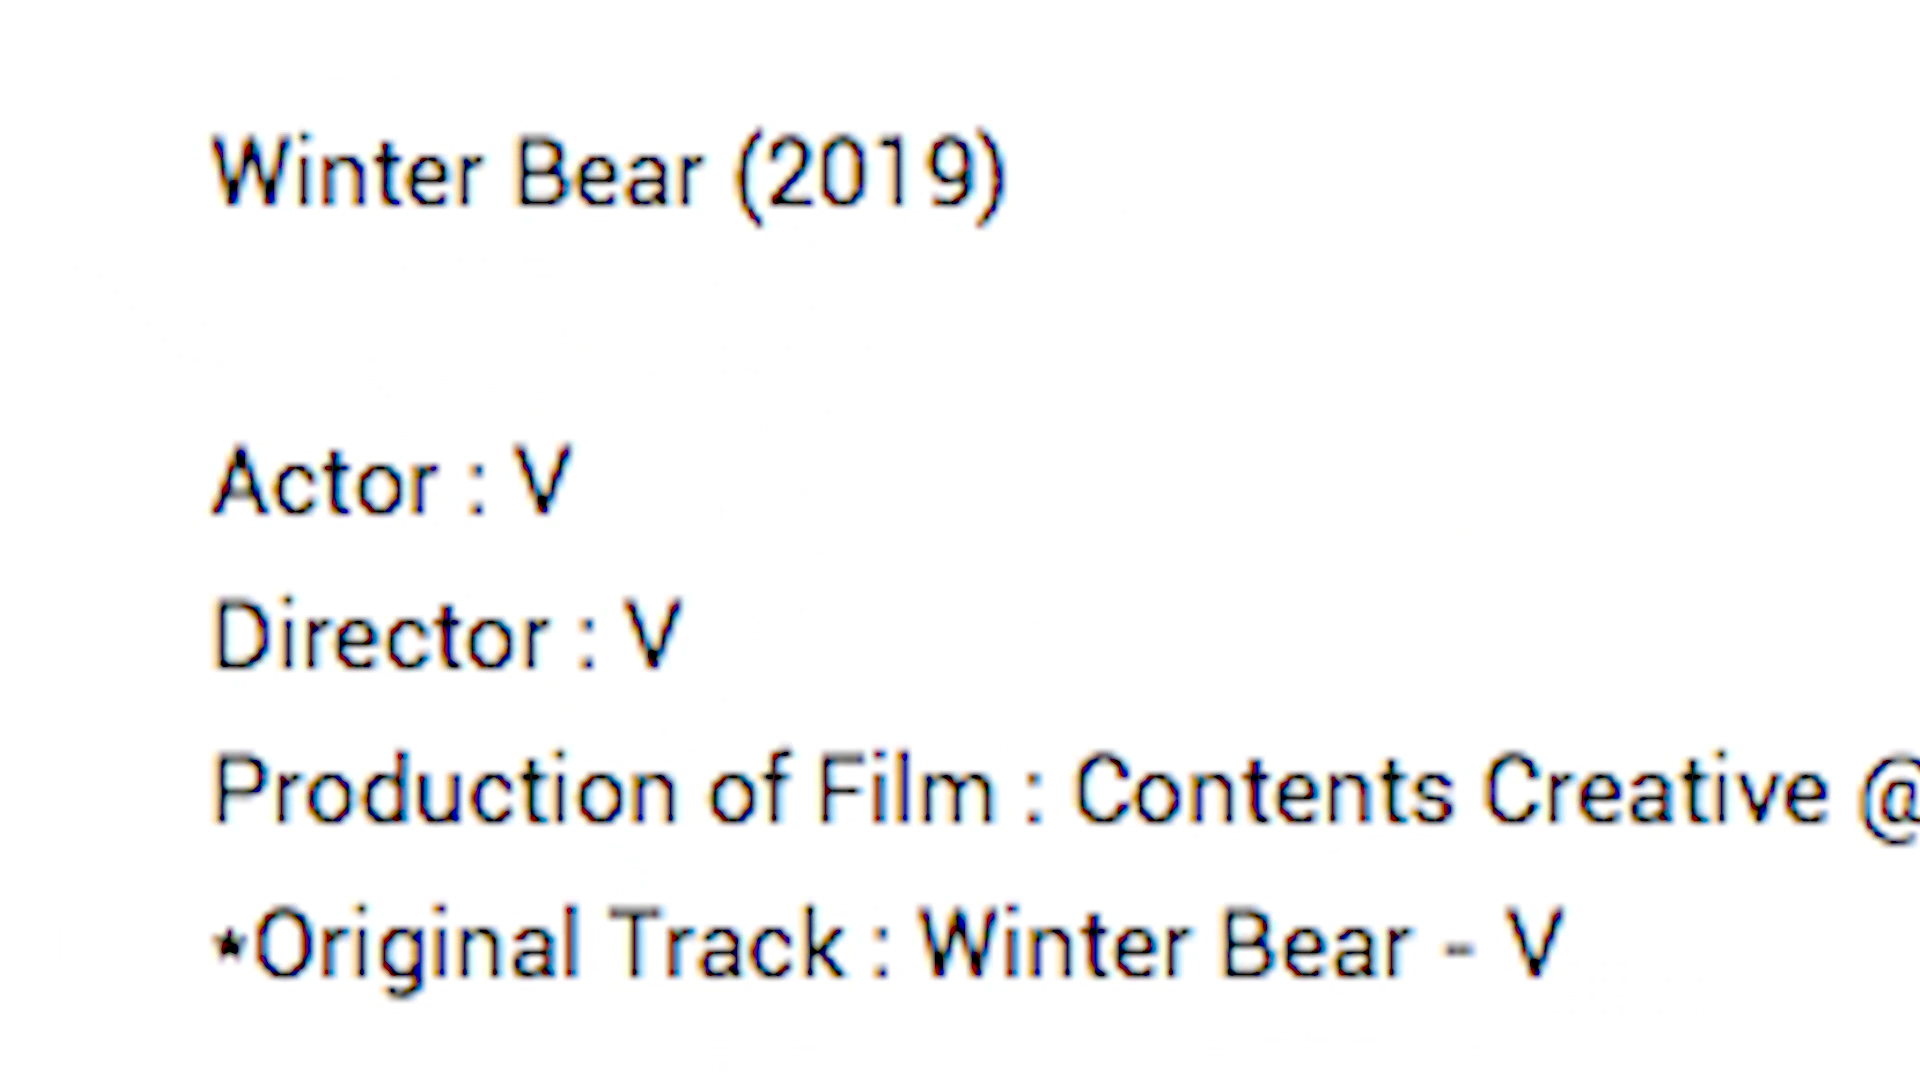 Winter Bear (2019)
Actor : V
Director : V
Production of Film : Contents Creative @
*Original Track : Winter Bear - V